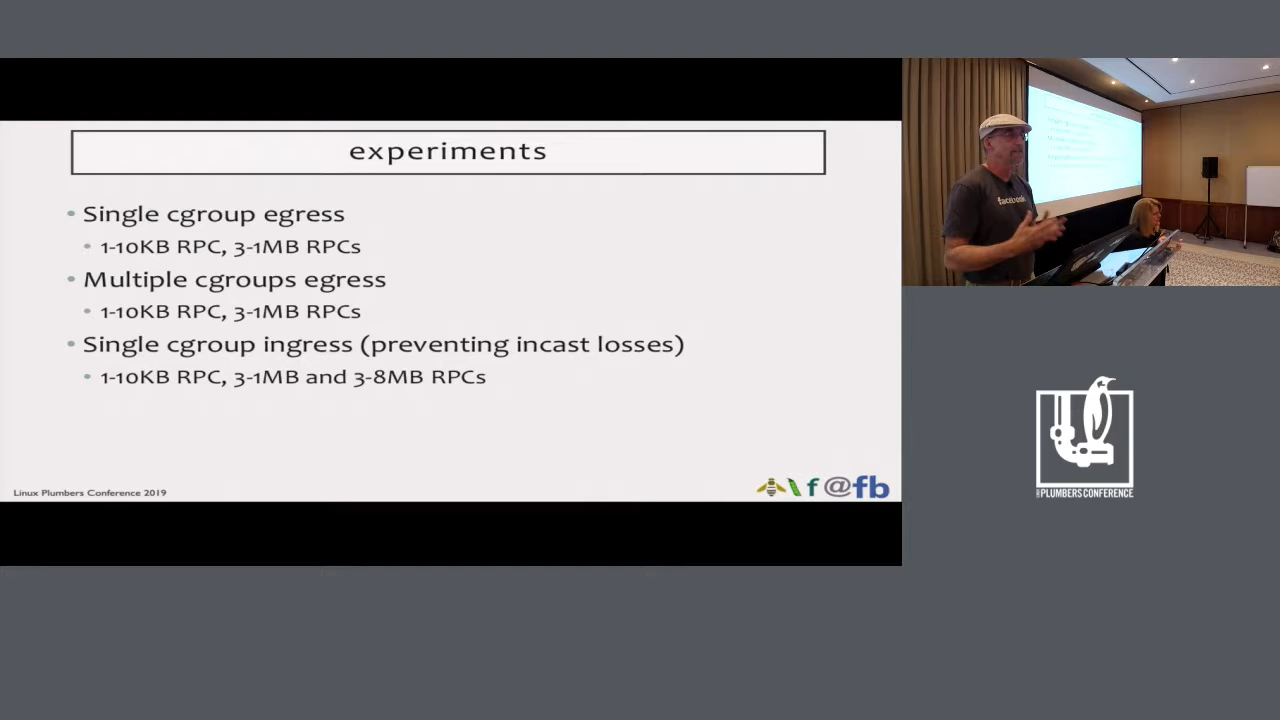 experiments
• Single cgroup egress
• 1-10KB RPC, 3-1MB RPCs
• Multiple cgroups egress
• 1-10KB RPC, 3-1MB RPCs
• Single cgroup ingress (preventing incast losses)
• 1-10KB RPC, 3-1MB and 3-8MB RPCs
Linux Plumbers Conference 2019
f @fb
facebook
PLUMBERS CONFERENCE